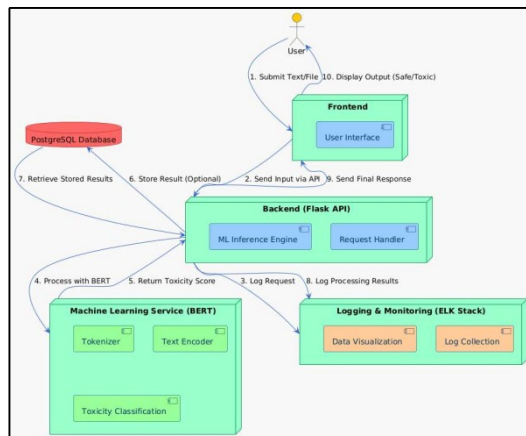 User
1. Submit Text/File
10. Display Output (Safe/Toxic)
Frontend
User Interface
PostgreSQL Database
7. Retrieve Stored Results
6. Store Result (Optional)
2. Send Input via API
9. Send Final Response
Backend (Flask API)
ML Inference Engine
Request Handler
4. Process with BERT
5. Return Toxicity Score
3. Log Request
8. Log Processing Results
Machine Learning Service (BERT)
Tokenizer
Text Encoder
Toxicity Classification
Logging & Monitoring (ELK Stack)
Data Visualization
Log Collection